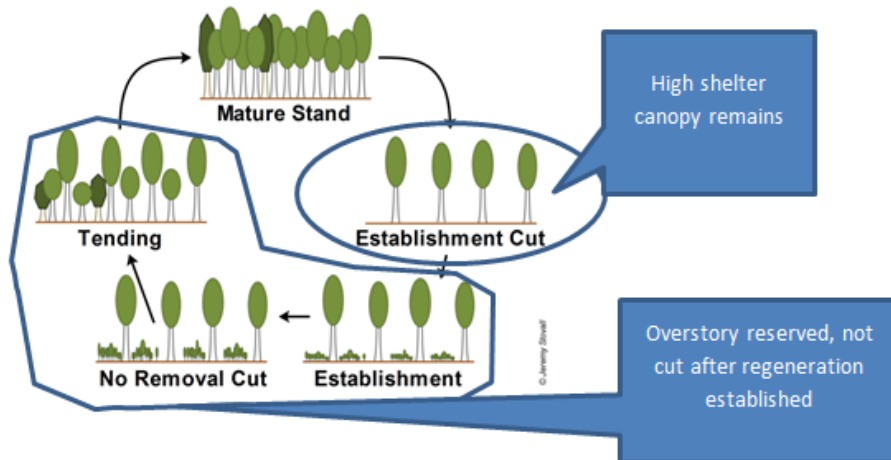 Mature Stand
High shelter
canopy remains
Establishment Cut
Tending
No Removal Cut
Establishment
© Jeremy Stovall
Overstory reserved, not
cut after regeneration
established